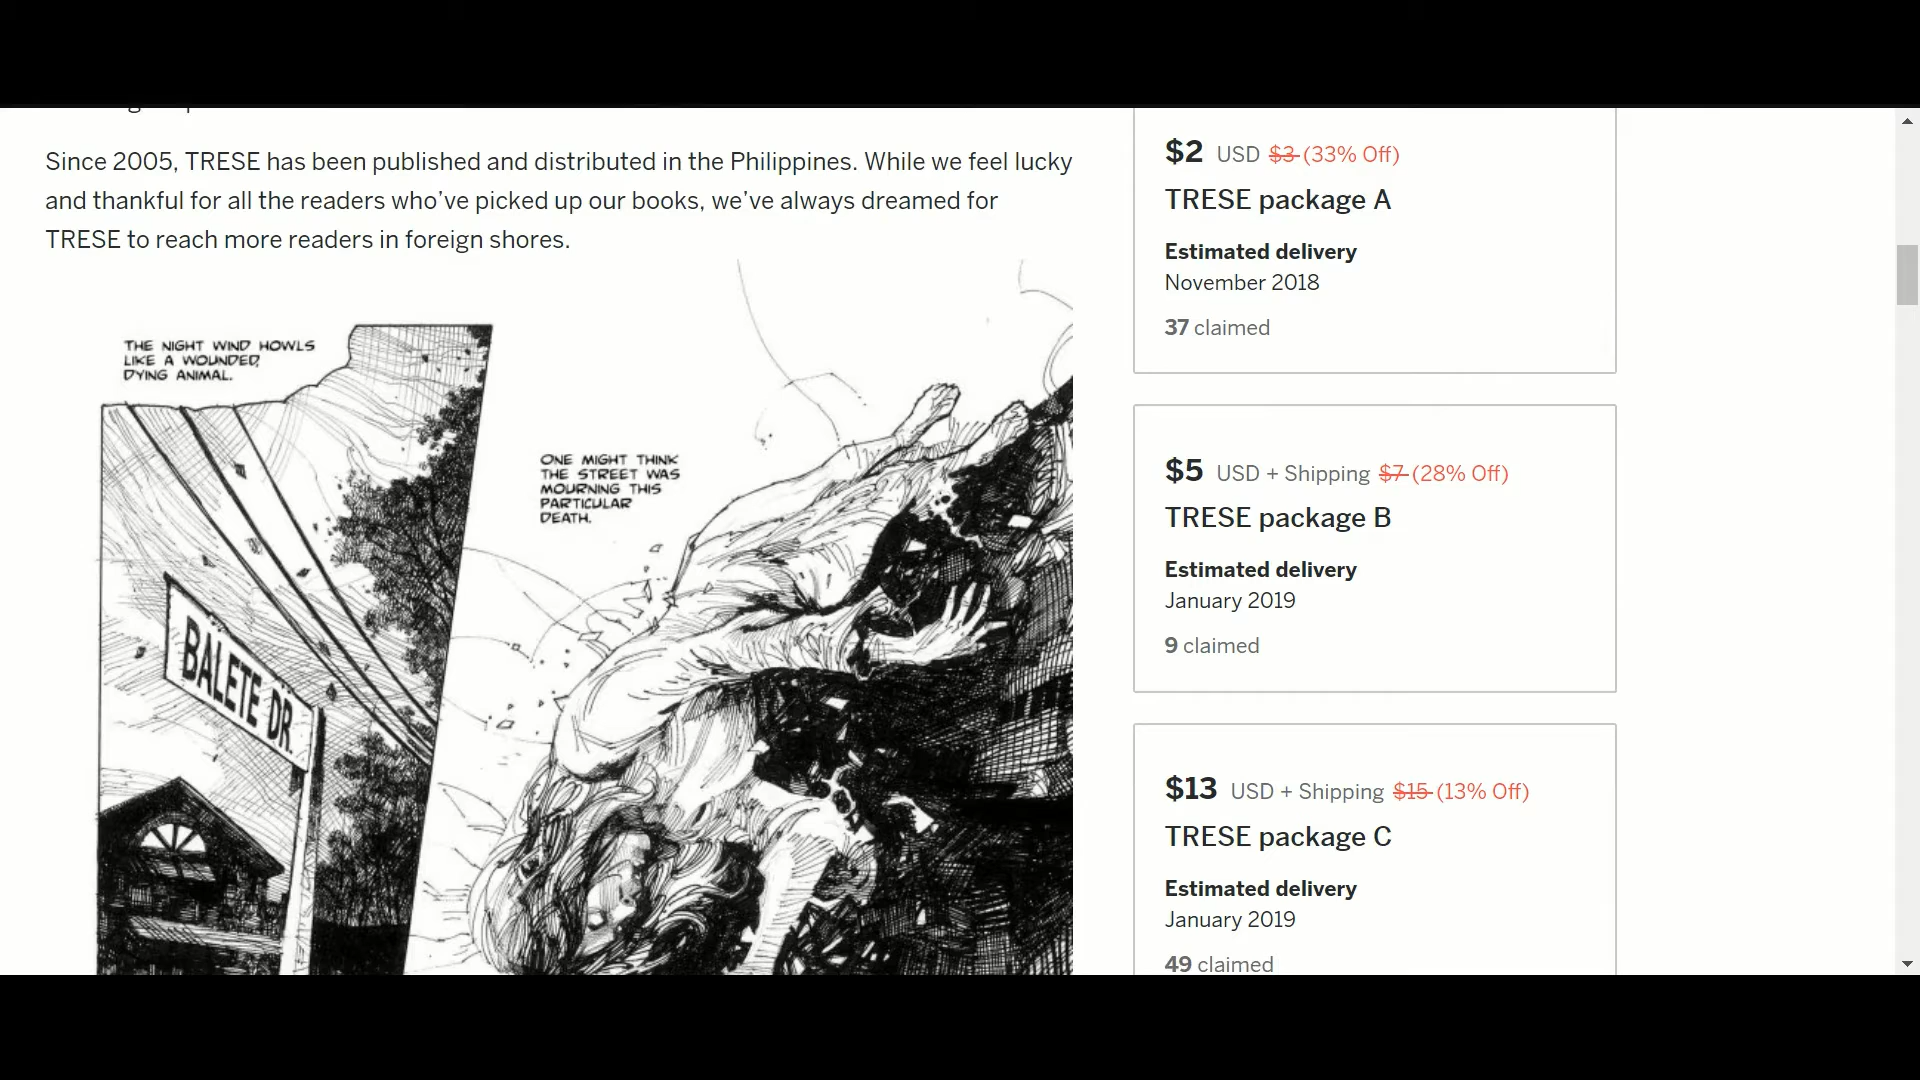 Since 2005, TRESE has been published and distributed in the Philippines. While we feel lucky
and thankful for all the readers who’ve picked up our books, we’ve always dreamed for
TRESE to reach more readers in foreign shores.
THE NIGHT WIND HOWLS
LIKE A WOUNDED,
DYING ANIMAL.
ONE MIGHT THINK
THE STREET WAS
MOURNING THIS
PARTICULAR
DEATH.
BALETE DR.
$2 USD $3 (33% Off)
TRESE package A
Estimated delivery
November 2018
37 claimed
$5 USD + Shipping $7 (28% Off)
TRESE package B
Estimated delivery
January 2019
9 claimed
$13 USD + Shipping $15 (13% Off)
TRESE package C
Estimated delivery
January 2019
49 claimed